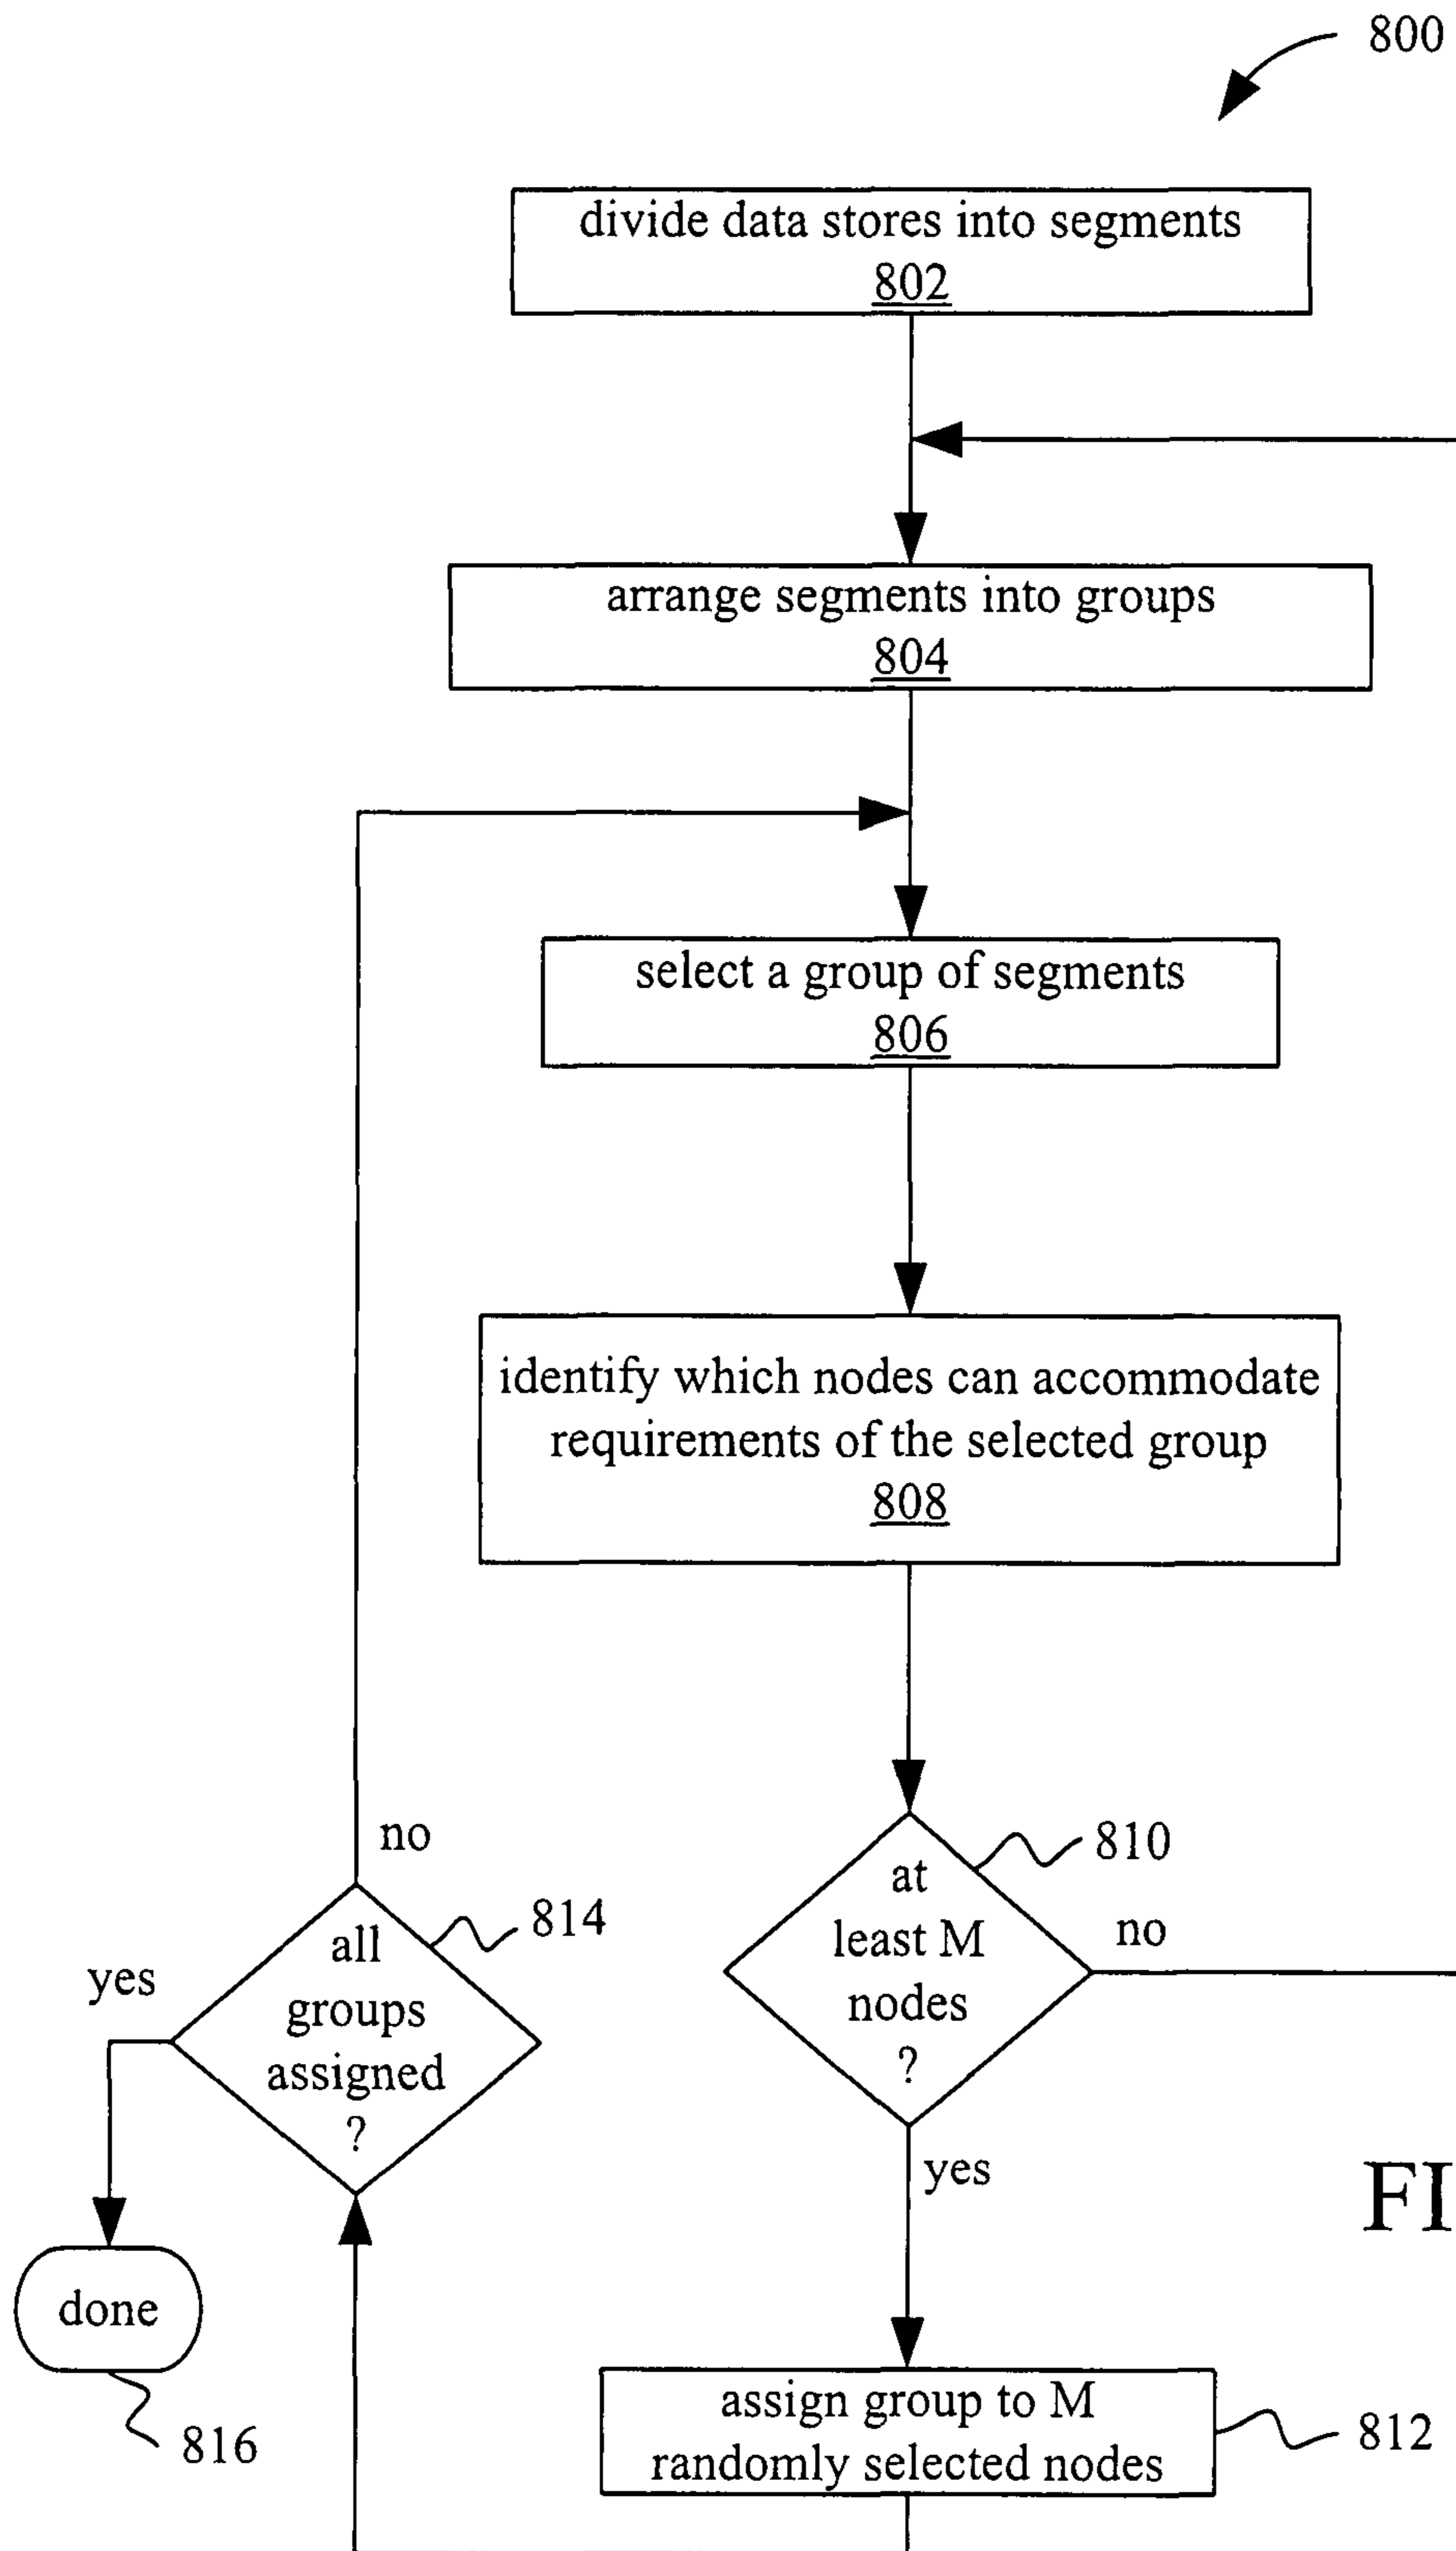 800
divide data stores into segments
802
arrange segments into groups
804
select a group of segments
806
identify which nodes can accommodate
requirements of the selected group
808
810
at
least M
nodes
?
no
yes
no
814
all
groups
assigned
?
yes
done
816
assign group to M
randomly selected nodes
812
FI